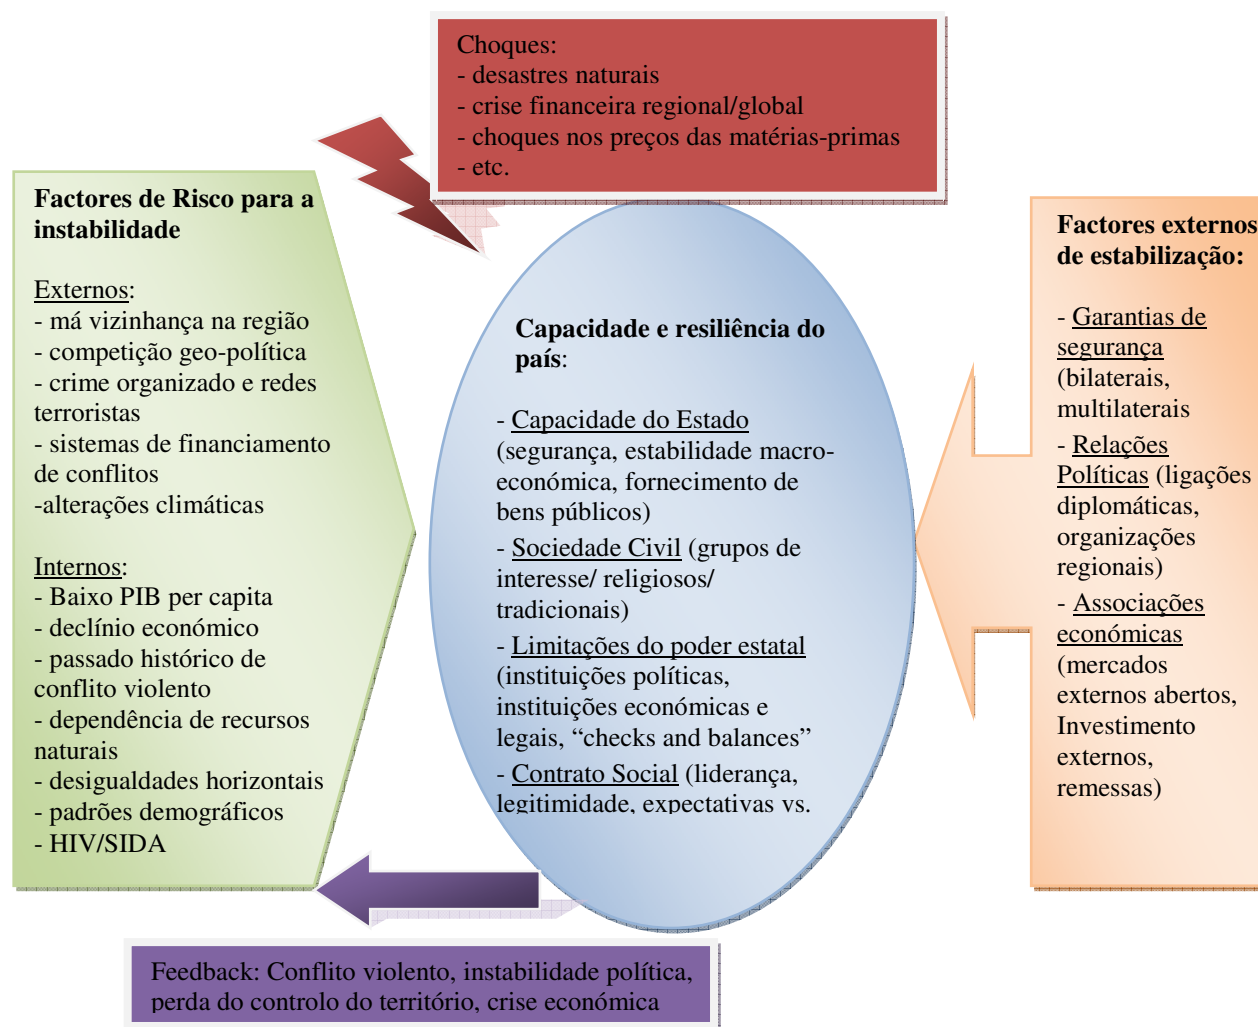 Choques:
- desastres naturais
- crise financeira regional/global
- choques nos preços das matérias-primas
- etc.
Factores de Risco para a
instabilidade
Externos:
- má vizinhança na região
- competição geo-política
- crime organizado e redes
terroristas
- sistemas de financiamento
de conflitos
-alterações climáticas
Internos:
- Baixo PIB per capita
- declínio económico
- passado histórico de
conflito violento
- dependência de recursos
naturais
- desigualdades horizontais
- padrões demográficos
- HIV/SIDA
Capacidade e resiliência do
país:
- Capacidade do Estado
(segurança, estabilidade macro-
económica, fornecimento de
bens públicos)
- Sociedade Civil (grupos de
interesse/ religiosos/
tradicionais)
- Limitações do poder estatal
(instituições políticas,
instituições económicas e
legais, “checks and balances”
- Contrato Social (liderança,
legitimidade, expectativas vs.
Factores externos
de estabilização:
- Garantias de
segurança
(bilaterais,
multilaterais
- Relações
Políticas (ligações
diplomáticas,
organizações
regionais)
- Associações
económicas
(mercados
externos abertos,
Investimento
externos,
remessas)
Feedback: Conflito violento, instabilidade política,
perda do controlo do território, crise económica